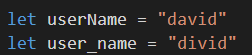 let userName = "david"
let user_name = "divid"